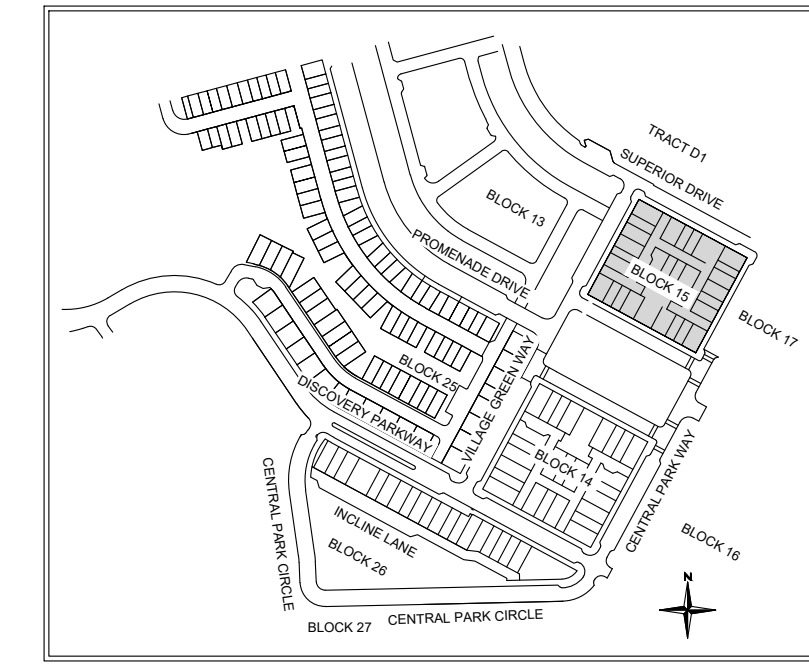 TRACT D1
SUPERIOR DRIVE
BLOCK 13
PROMENADE DRIVE
BLOCK 15
BLOCK 17
BLOCK 25
VILLAGE GREEN WAY
DISCOVERY PARKWAY
BLOCK 14
CENTRAL PARK WAY
CENTRAL PARK CIRCLE
INCLINE LANE
BLOCK 26
BLOCK 16
N
CENTRAL PARK CIRCLE
BLOCK 27